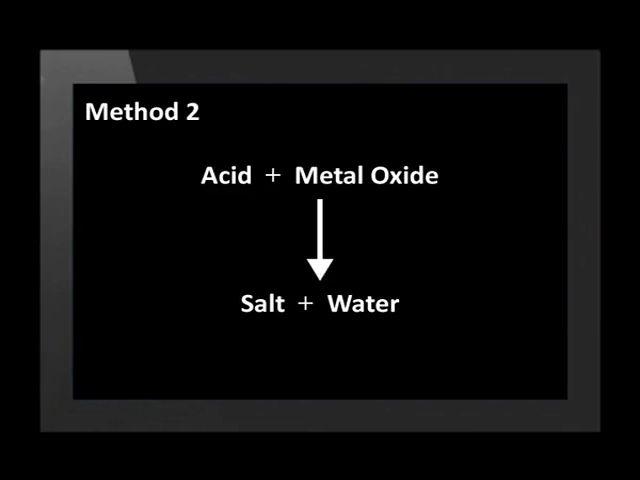 Method 2
Acid + Metal Oxide
Salt + Water